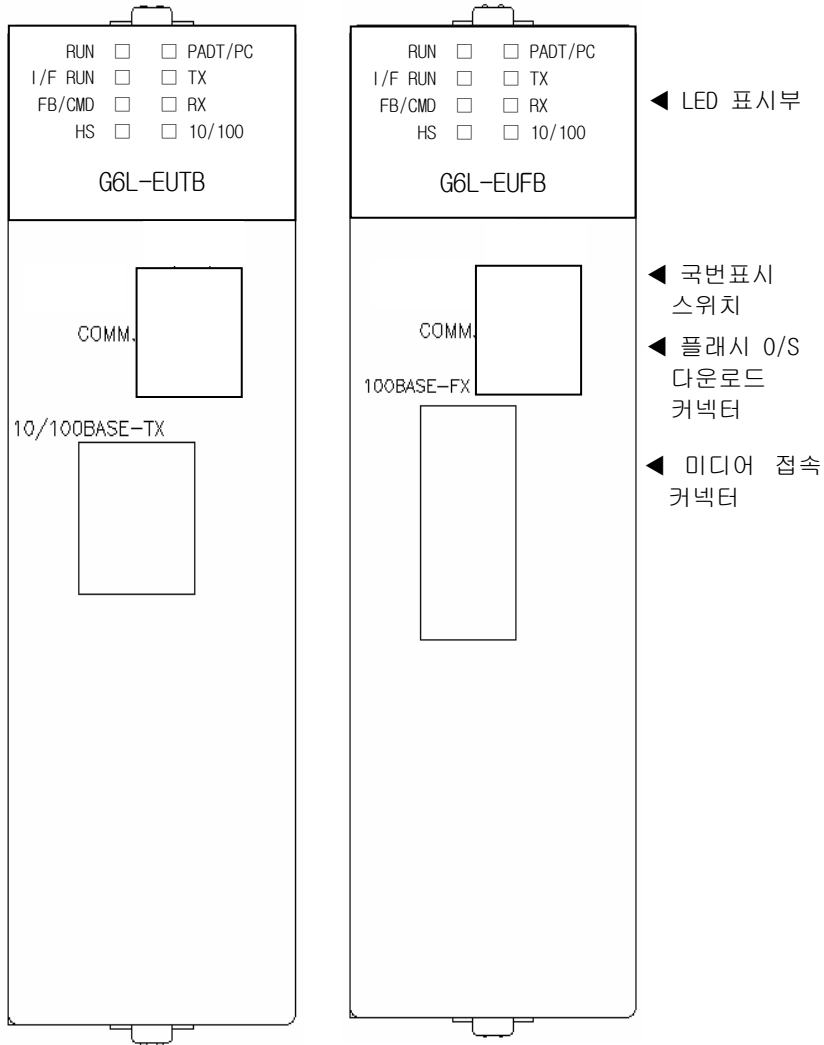 RUN □ □ PADT/PC
I/F RUN □ □ TX
FB/CMD □ □ RX
HS □ □ 10/100
G6L-EUTB
COMM.
10/100BASE-TX
RUN □ □ PADT/PC
I/F RUN □ □ TX
FB/CMD □ □ RX
HS □ □ 10/100
G6L-EUFB
COMM.
100BASE-FX
◀ LED 표시부
◀ 국번표시
스위치
◀ 플래시 O/S
다운로드
커넥터
◀ 미디어 접속
커넥터